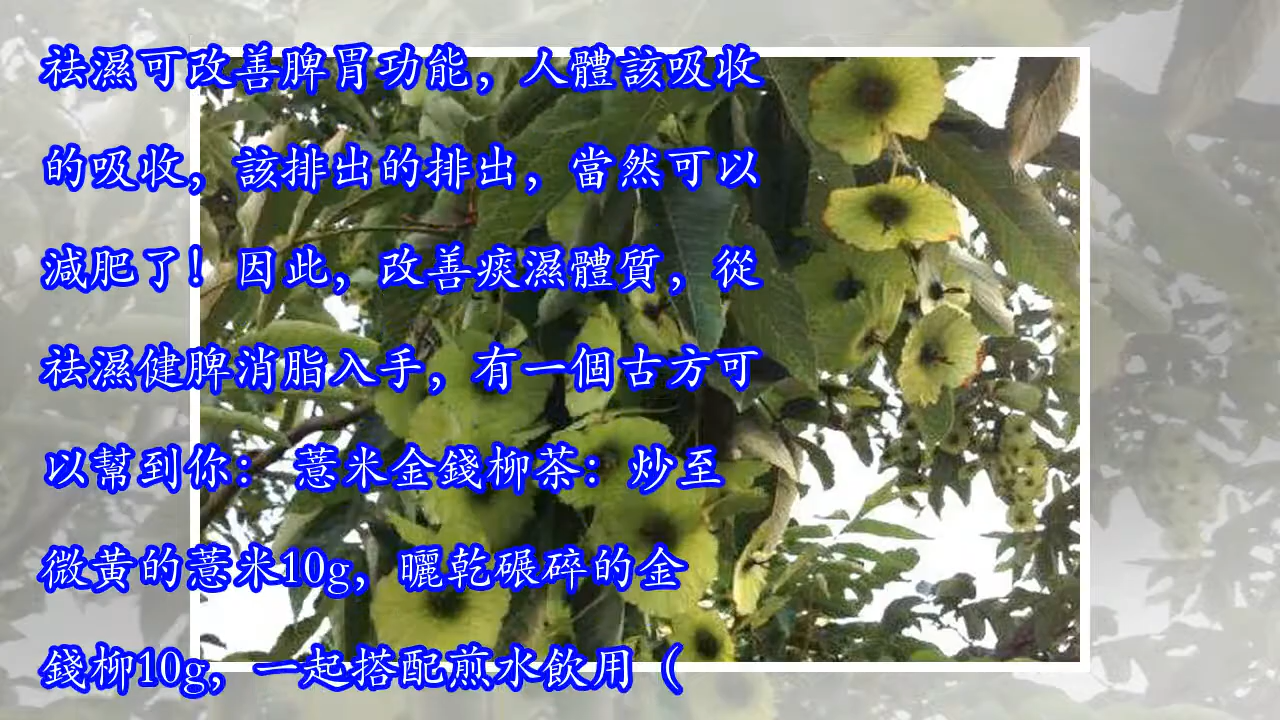 祛濕可改善脾胃功能，人體該吸收
的吸收，該排出的排出，當然可以
減肥了！因此，改善痰濕體質，從
祛濕健脾消脂入手，有一個古方可
以幫到你： 薏米金錢柳茶：炒至
微黄的薏米10g，曬乾碾碎的金
錢柳10g，一起搭配煎水飲用（